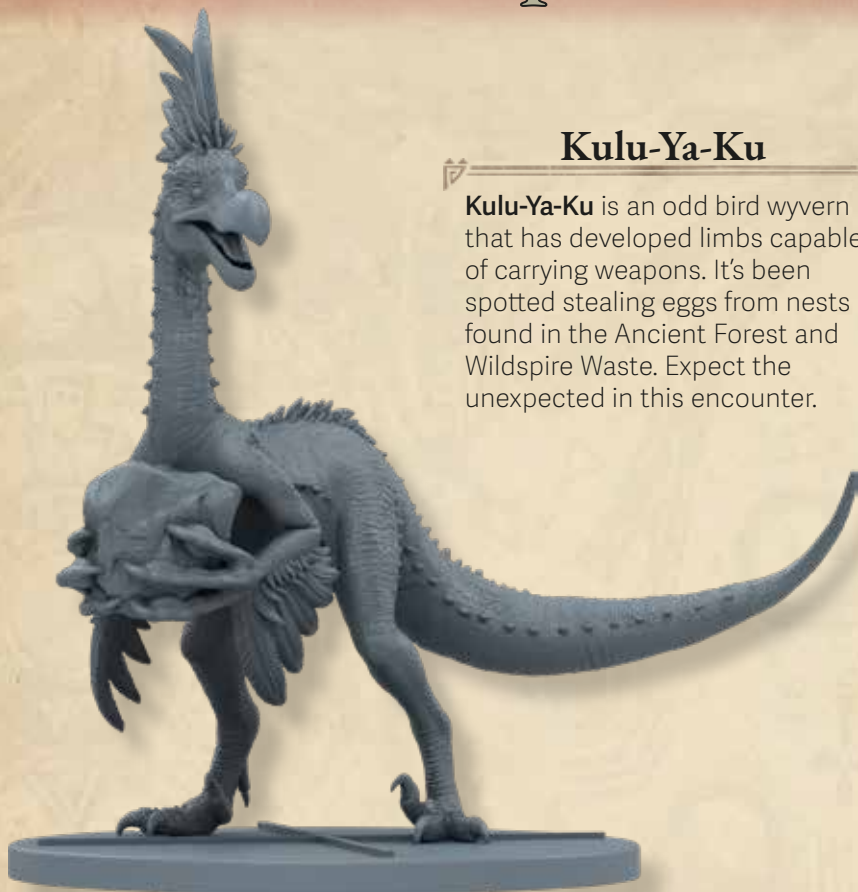 Kulu-Ya-Ku
Kulu-Ya-Ku is an odd bird wyvern
that has developed limbs capable
of carrying weapons. It's been
spotted stealing eggs from nests
found in the Ancient Forest and
Wildspire Waste. Expect the
unexpected in this encounter.